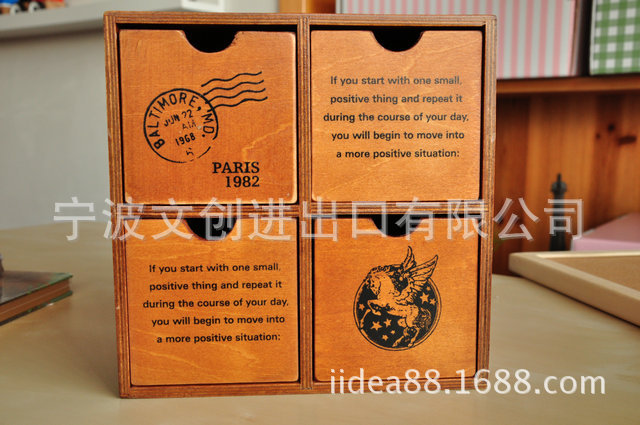 BALTIMORE, MD.
JUN 22
A.M.
1968
PARIS
1982
If you start with one small,
positive thing and repeat it
during the course of your day,
you will begin to move into
a more positive situation:
宁波文创进出口有限公司
If you start with one small,
positive thing and repeat it
during the course of your day,
you will begin to move into
a more positive situation:
iidea88.1688.com